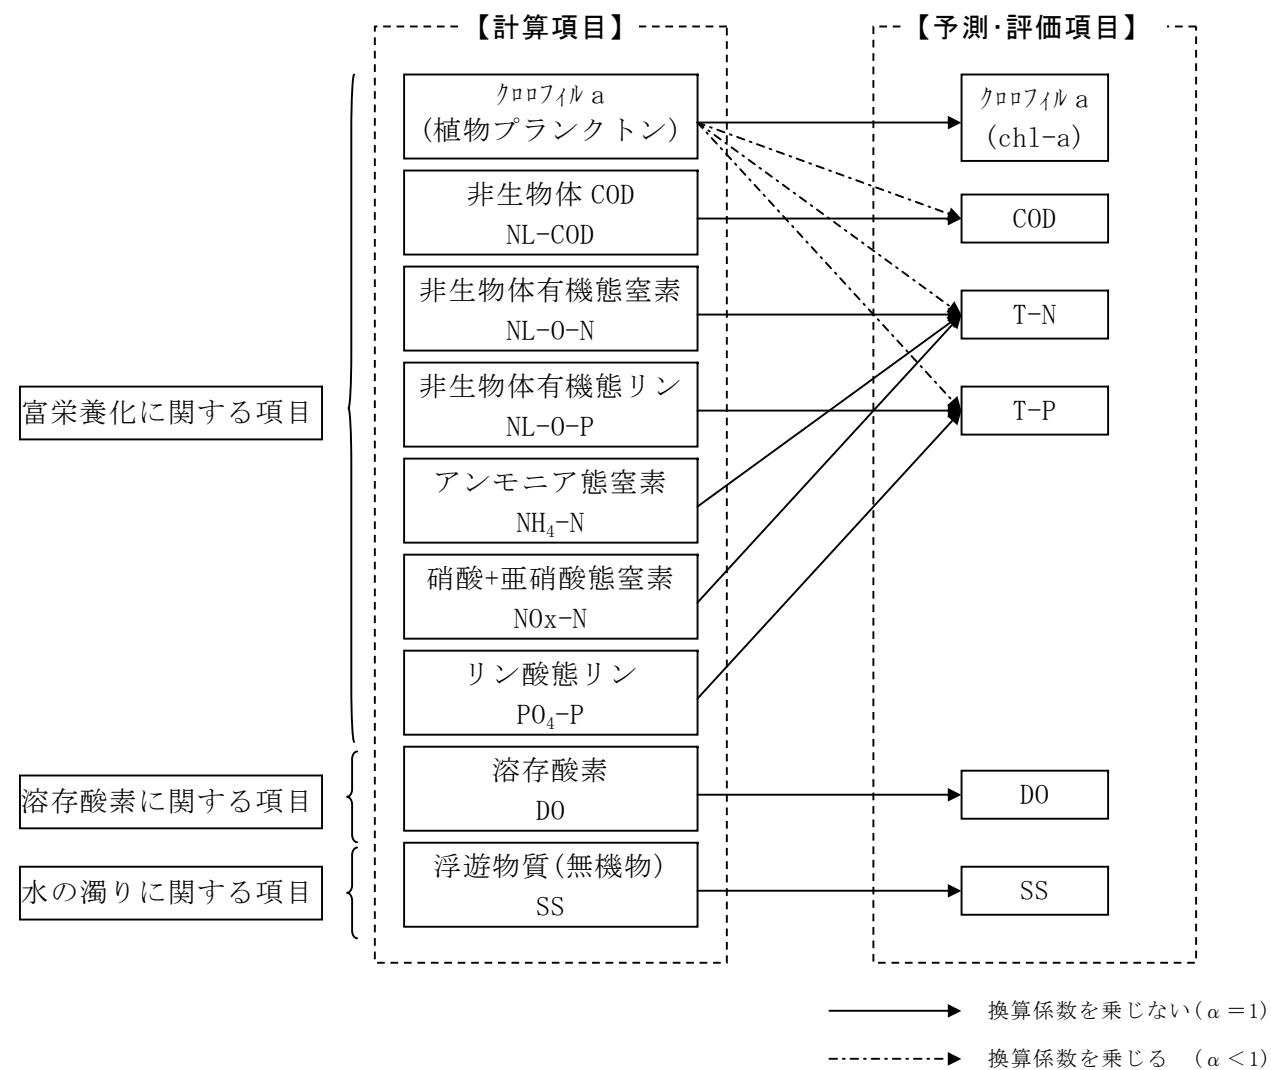 【計算項目】
【予測・評価項目】
ｸﾛﾛﾌｨﾙ a
(植物プランクトン)
ｸﾛﾛﾌｨﾙ a
(chl-a)
非生物体 COD
NL-COD
COD
非生物体有機態窒素
NL-O-N
T-N
非生物体有機態リン
NL-O-P
T-P
富栄養化に関する項目
アンモニア態窒素
NH₄-N
硝酸+亜硝酸態窒素
NOx-N
リン酸態リン
PO₄-P
溶存酸素に関する項目
溶存酸素
DO
DO
水の濁りに関する項目
浮遊物質(無機物)
SS
SS
換算係数を乗じない(α＝1)
換算係数を乗じる (α＜1)